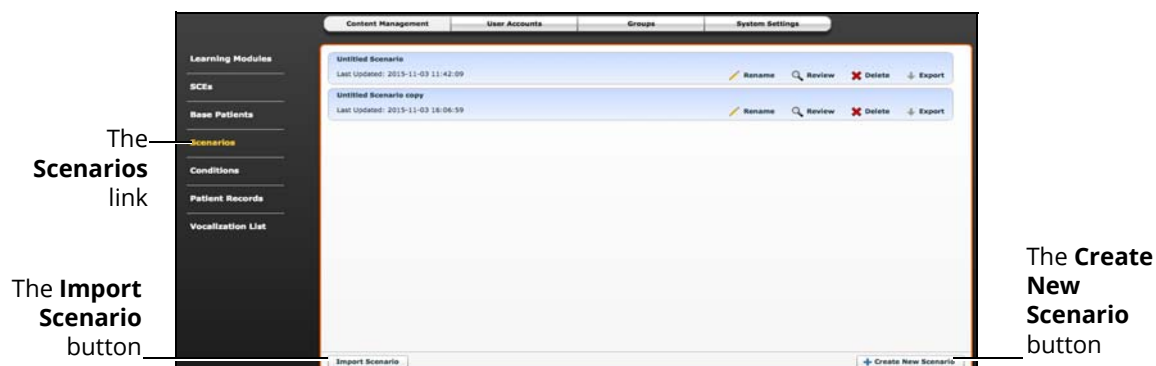 Content Management
User Accounts
Groups
System Settings
Learning Modules
SCEs
Base Patients
Scenarios
Conditions
Patient Records
Vocalization List
Untitled Scenario
Last Updated: 2015-11-03 11:42:09
Rename Review Delete Export
Untitled Scenario copy
Last Updated: 2015-11-03 16:06:59
Rename Review Delete Export
Import Scenario
Create New Scenario
The
Scenarios
link
The Import
Scenario
button
The Create
New
Scenario
button